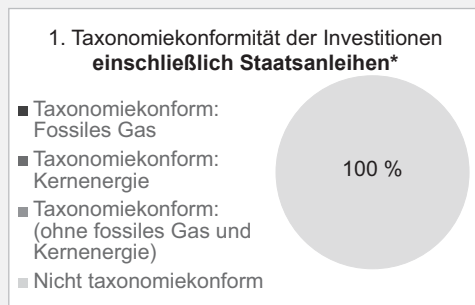 1. Taxonomiekonformität der Investitionen
einschließlich Staatsanleihen*
Taxonomiekonform:
Fossiles Gas
Taxonomiekonform:
Kernenergie
Taxonomiekonform:
(ohne fossiles Gas und
Kernenergie)
Nicht taxonomiekonform
100 %